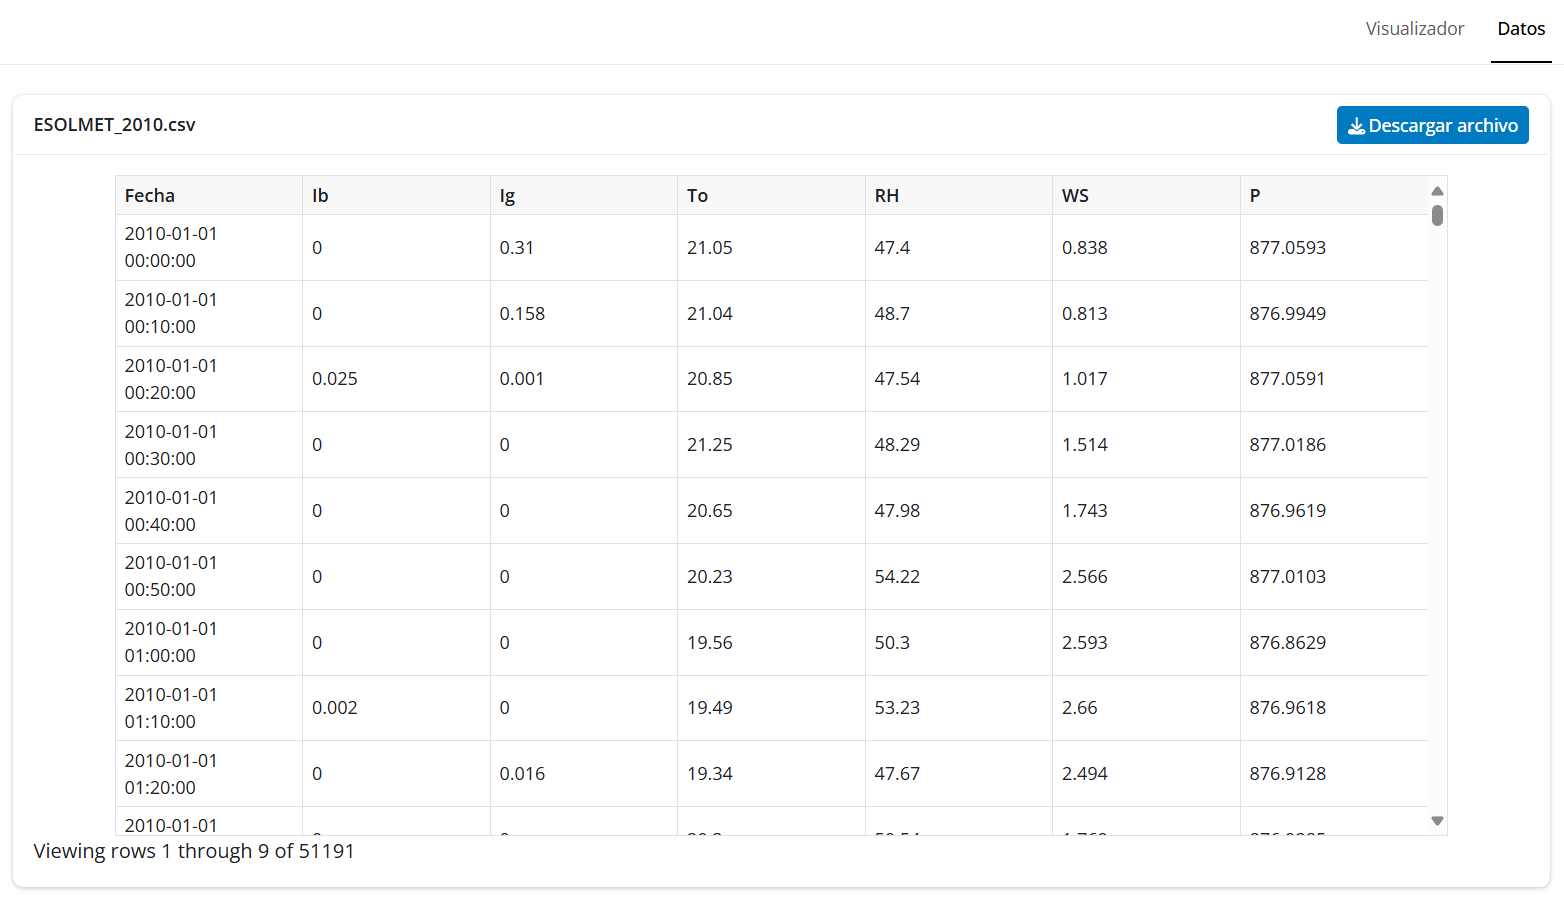 Visualizador Datos
ESOLMET_2010.csv Descargar archivo
Fecha Ib Ig To RH WS P
2010-01-01
00:00:00 0 0.31 21.05 47.4 0.838 877.0593
2010-01-01
00:10:00 0 0.158 21.04 48.7 0.813 876.9949
2010-01-01
00:20:00 0.025 0.001 20.85 47.54 1.017 877.0591
2010-01-01
00:30:00 0 0 21.25 48.29 1.514 877.0186
2010-01-01
00:40:00 0 0 20.65 47.98 1.743 876.9619
2010-01-01
00:50:00 0 0 20.23 54.22 2.566 877.0103
2010-01-01
01:00:00 0 0 19.56 50.3 2.593 876.8629
2010-01-01
01:10:00 0.002 0 19.49 53.23 2.66 876.9618
2010-01-01
01:20:00 0 0.016 19.34 47.67 2.494 876.9128
2010-01-01
Viewing rows 1 through 9 of 51191